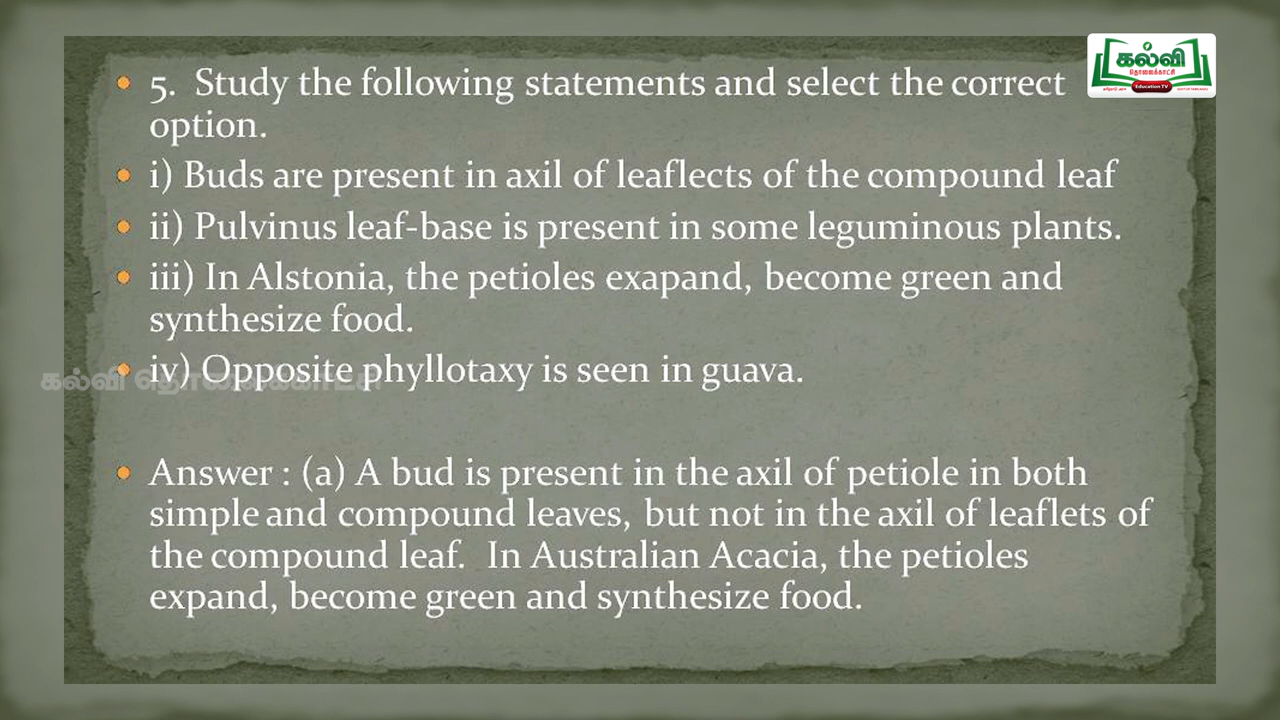 கல்வி
தொலைக்காட்சி
Education TV
5. Study the following statements and select the correct
option.
i) Buds are present in axil of leaflects of the compound leaf
ii) Pulvinus leaf-base is present in some leguminous plants.
iii) In Alstonia, the petioles exapand, become green and
synthesize food.
iv) Opposite phyllotaxy is seen in guava.
கல்வி தொலைக்காட்சி
Answer : (a) A bud is present in the axil of petiole in both
simple and compound leaves, but not in the axil of leaflets of
the compound leaf. In Australian Acacia, the petioles
expand, become green and synthesize food.